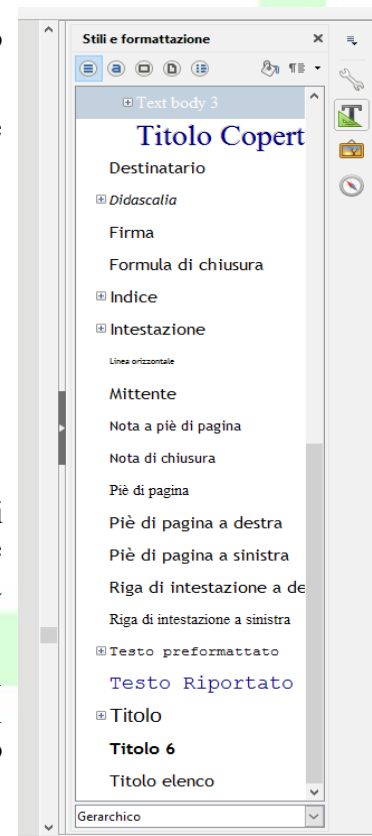 Stili e formattazione
Text body 3
Titolo Copert
Destinatario
Didascalia
Firma
Formula di chiusura
Indice
Intestazione
Linea orizzontale
Mittente
Nota a piè di pagina
Nota di chiusura
Piè di pagina
Piè di pagina a destra
Piè di pagina a sinistra
Riga di intestazione a de
Riga di intestazione a sinistra
Testo preformattato
Testo Riportato
Titolo
Titolo 6
Titolo elenco
Gerarchico